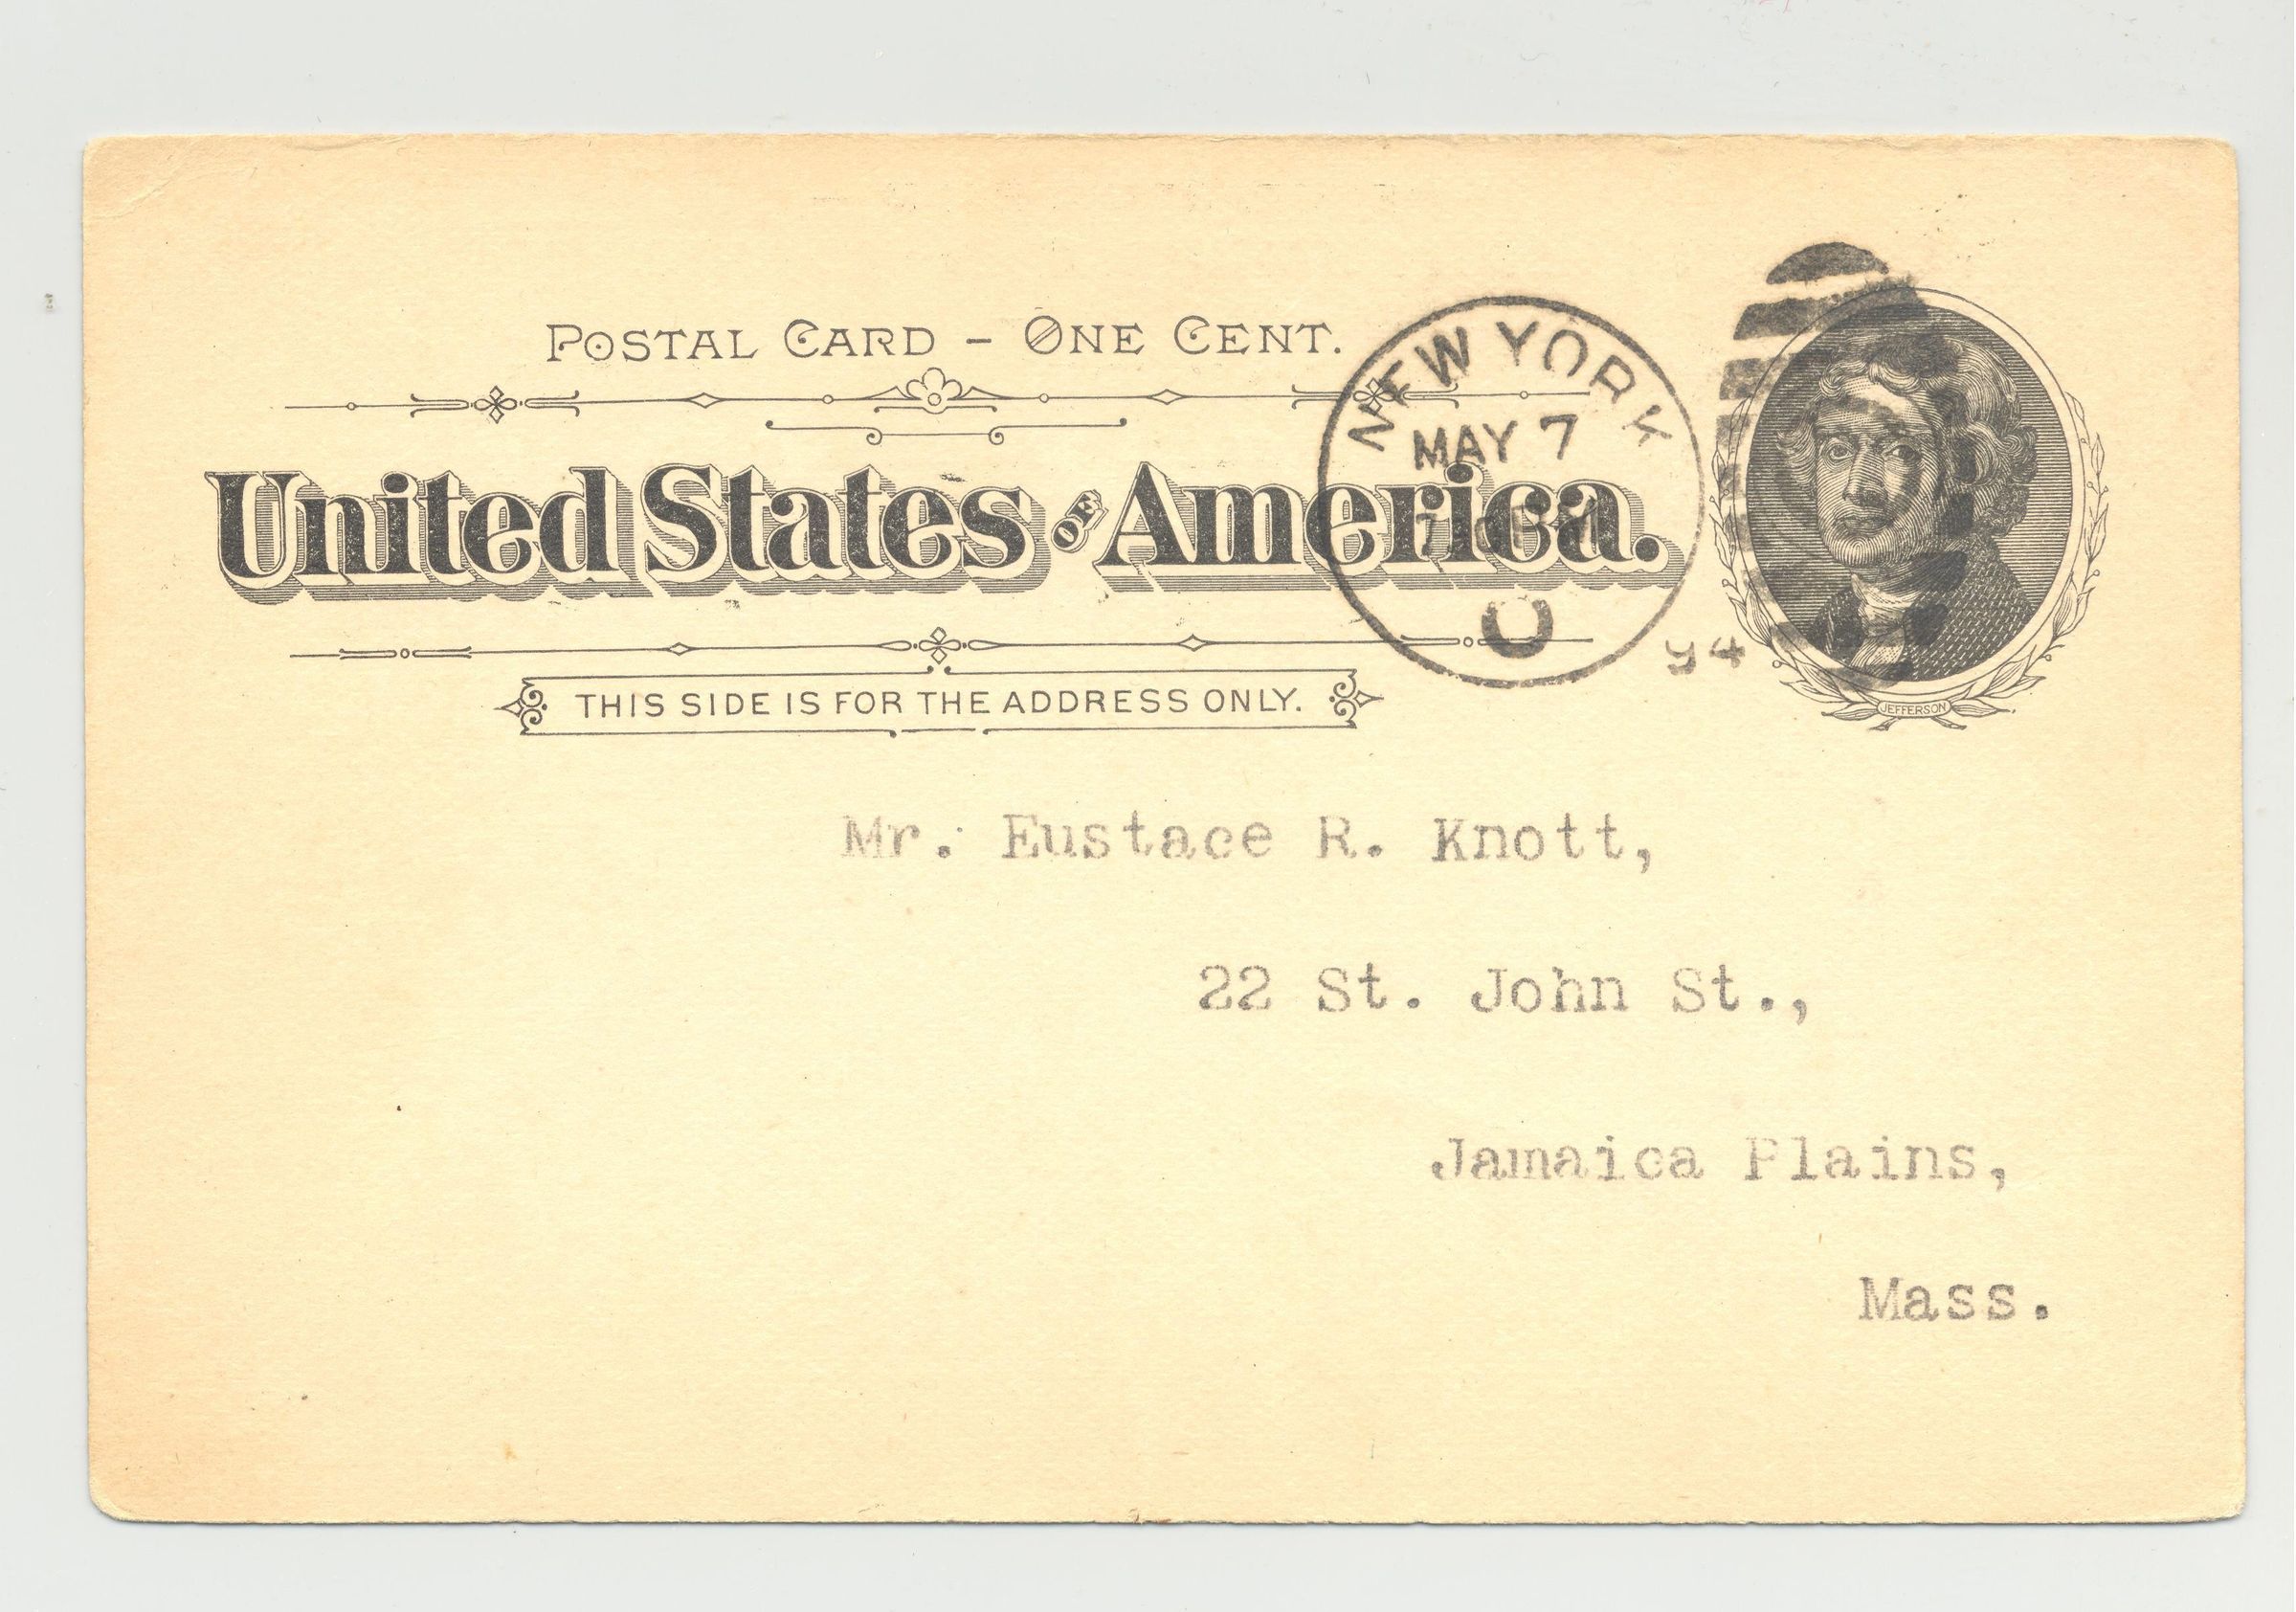 POSTAL CARD - ONE CENT.
United States OF America.
THIS SIDE IS FOR THE ADDRESS ONLY.
NEW YORK
MAY 7
JEFFERSON
Mr. Eustace R. Knott,
22 St. John St.,
Jamaica Plains,
Mass.